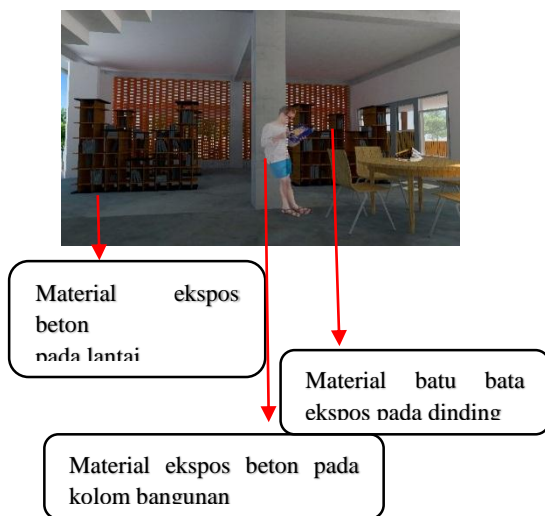 Material ekspos
beton
pada lantai
Material batu bata
ekspos pada dinding
Material ekspos beton pada
kolom bangunan